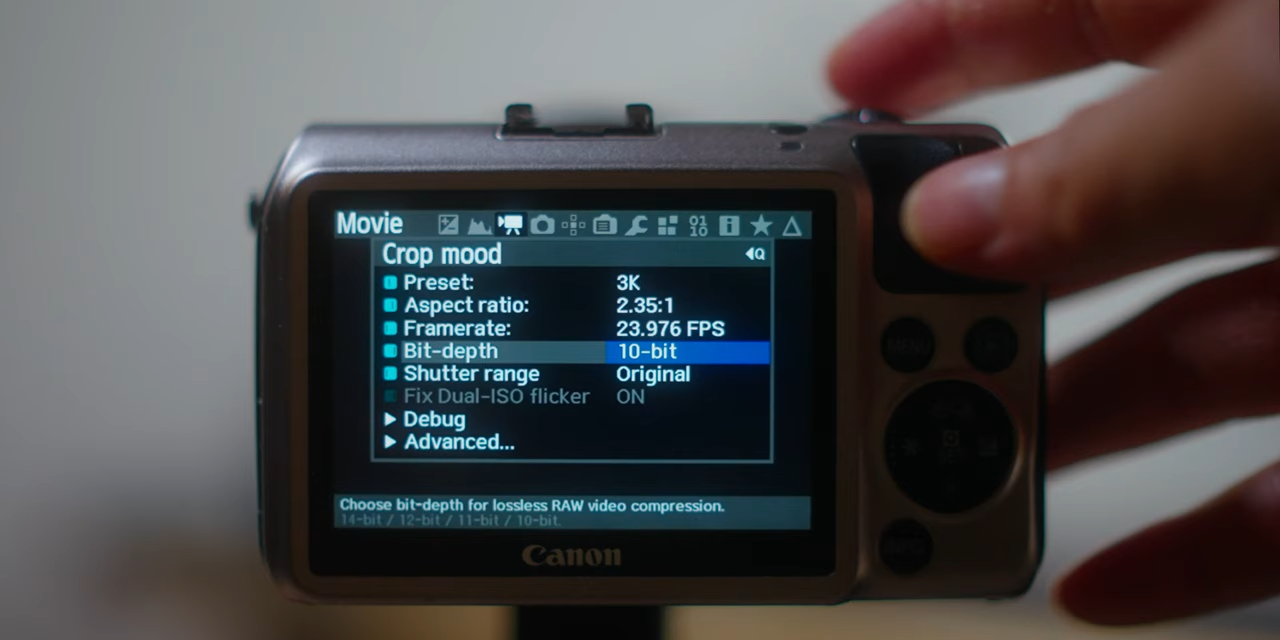 Movie
Crop mood
Q
Preset: 3K
Aspect ratio: 2.35:1
Framerate: 23.976 FPS
Bit-depth 10-bit
Shutter range Original
Fix Dual-ISO flicker ON
Debug
Advanced...
Choose bit-depth for lossless RAW video compression.
14-bit / 12-bit / 11-bit / 10-bit.
Canon
MENU
INFO